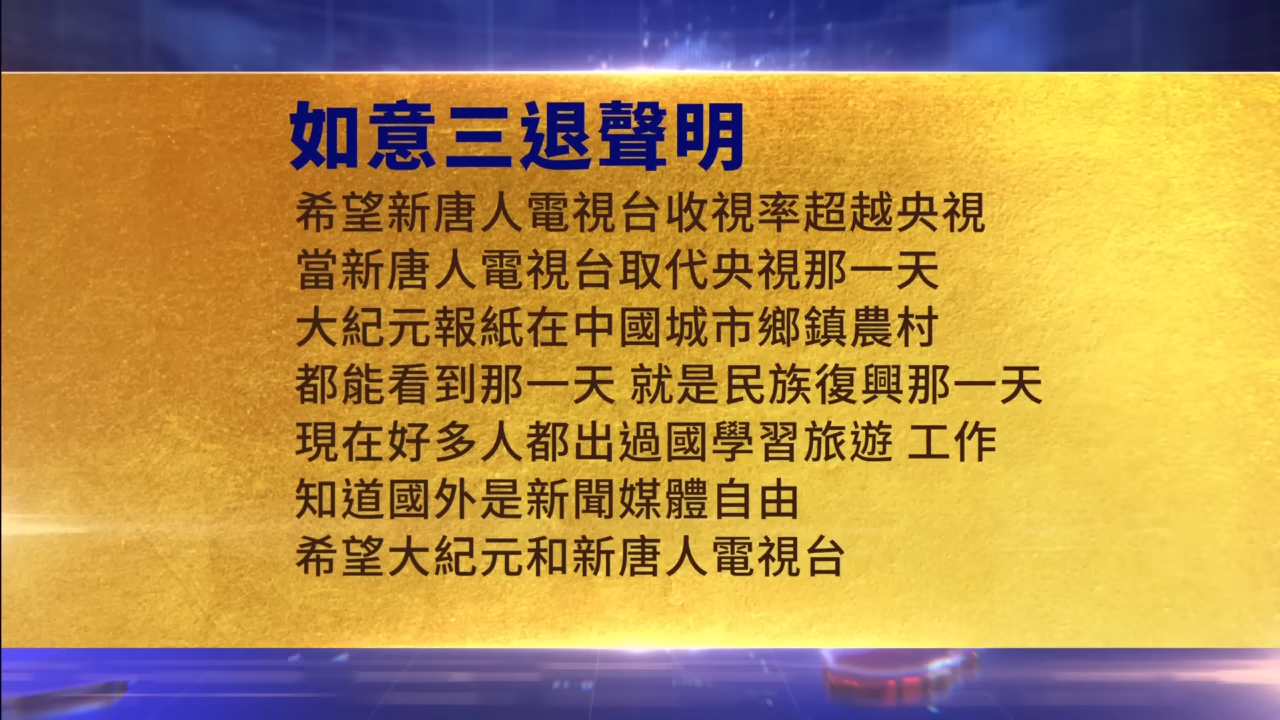 如意三退聲明
希望新唐人電視台收視率超越央視
當新唐人電視台取代央視那一天
大紀元報紙在中國城市鄉鎮農村
都能看到那一天 就是民族復興那一天
現在好多人都出過國學習旅遊 工作
知道國外是新聞媒體自由
希望大紀元和新唐人電視台